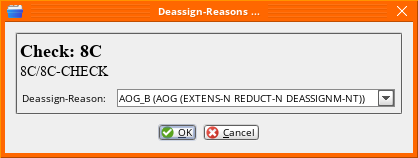 Deassign-Reasons ...
Check: 8C
8C/8C-CHECK
Deassign-Reason: AOG_B (AOG (EXTENS-N REDUCT-N DEASSIGNM-NT))
OK Cancel